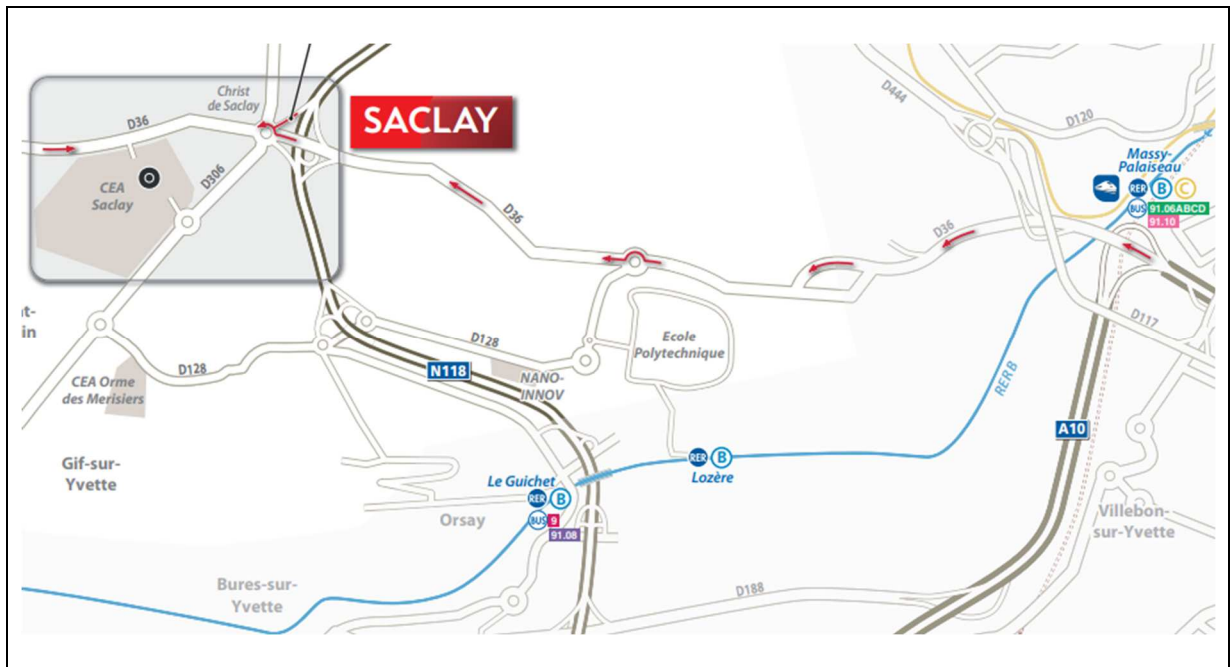 Christ
de Saclay
SACLAY
D444
D120
D36
D306
CEA
Saclay
Massy-
Palaiseau
RER B C
BUS 91.06ABCD
91.10
D36
D36
D117
t-
in
D128
D128
Ecole
Polytechnique
N118
NANO-
INNOV
CEA Orme
des Merisiers
RER B
A10
Gif-sur-
Yvette
RER B
Lozère
Le Guichet
RER B
BUS 9
91.08
Orsay
Villebon-
sur-Yvette
Bures-sur-
Yvette
D188